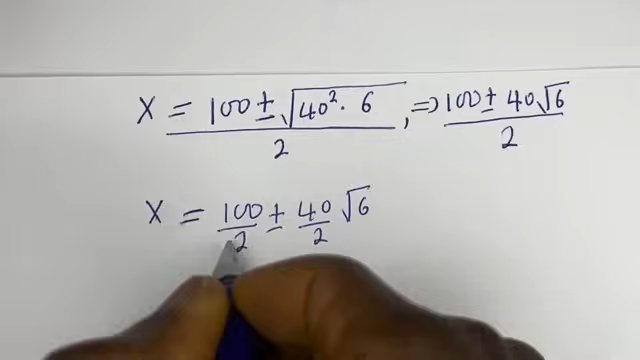 X = (100 ± √(40² · 6))/2, ⇒ (100 ± 40√6)/2
X = 100/2 ± 40/2 √6